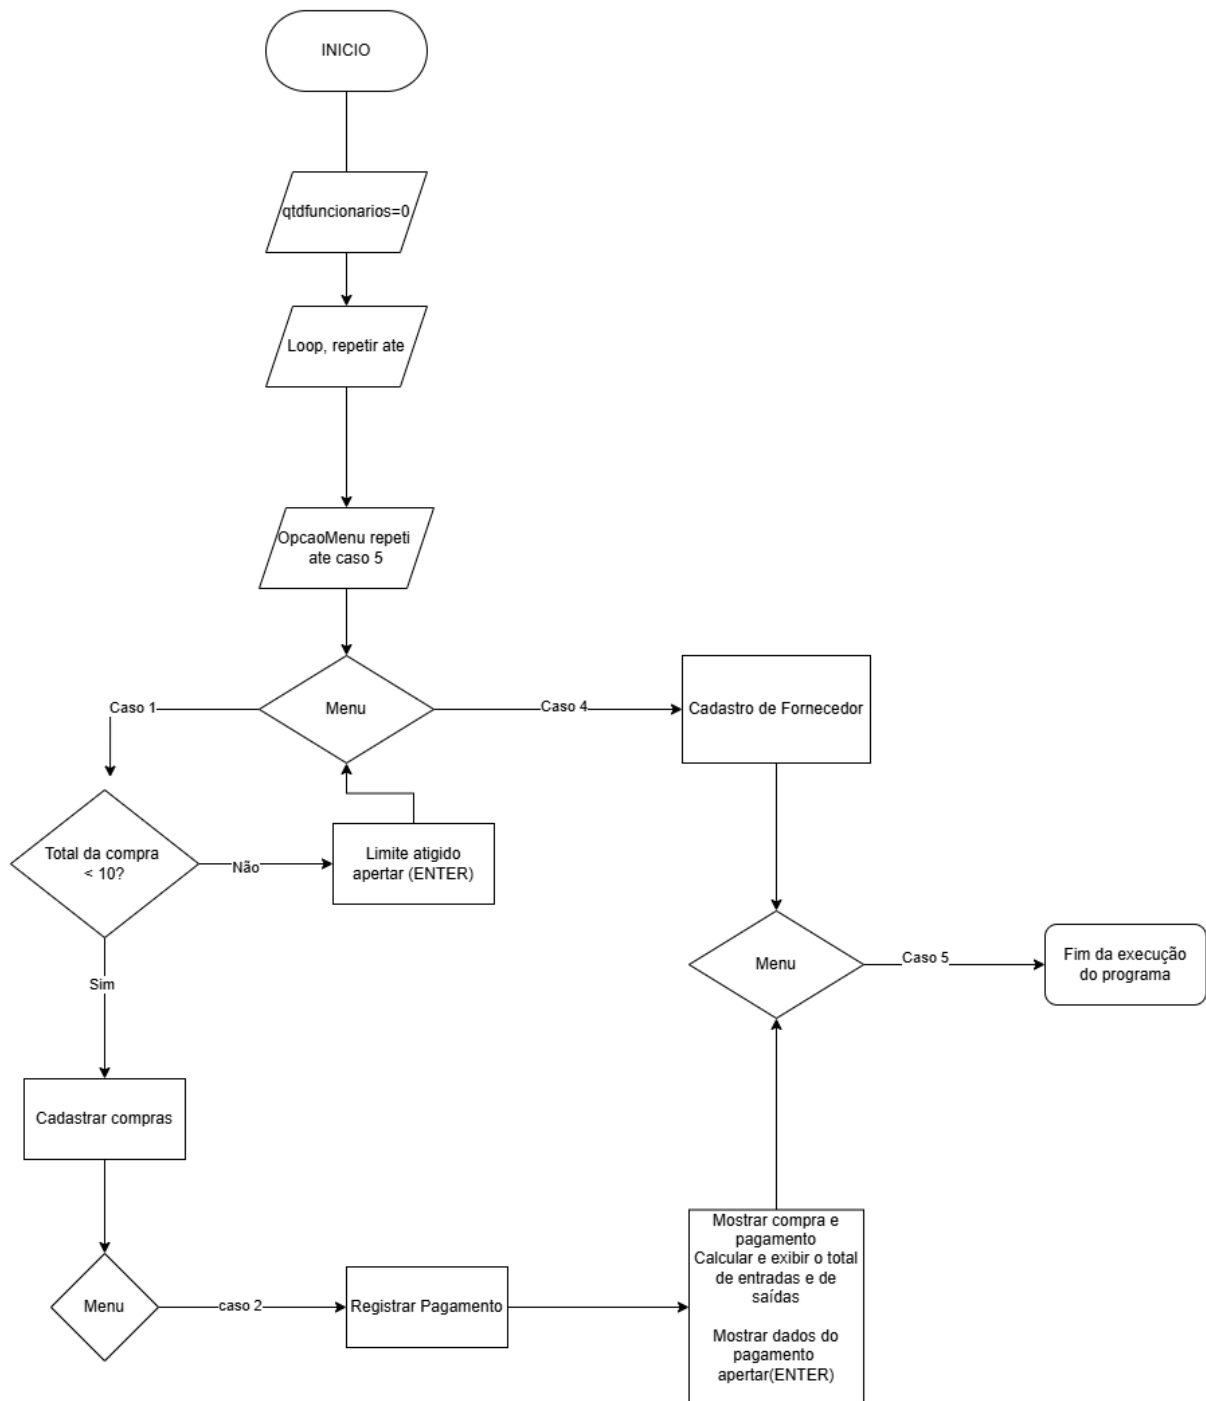 INICIO
qtdfuncionarios=0
Loop, repetir ate
OpcaoMenu repeti
ate caso 5
Menu
Caso 1
Caso 4
Cadastro de Fornecedor
Total da compra
< 10?
Não
Limite atigido
apertar (ENTER)
Sim
Menu
Caso 5
Fim da execução
do programa
Cadastrar compras
Menu
caso 2
Registrar Pagamento
Mostrar compra e
pagamento
Calcular e exibir o total
de entradas e de
saídas
Mostrar dados do
pagamento
apertar(ENTER)